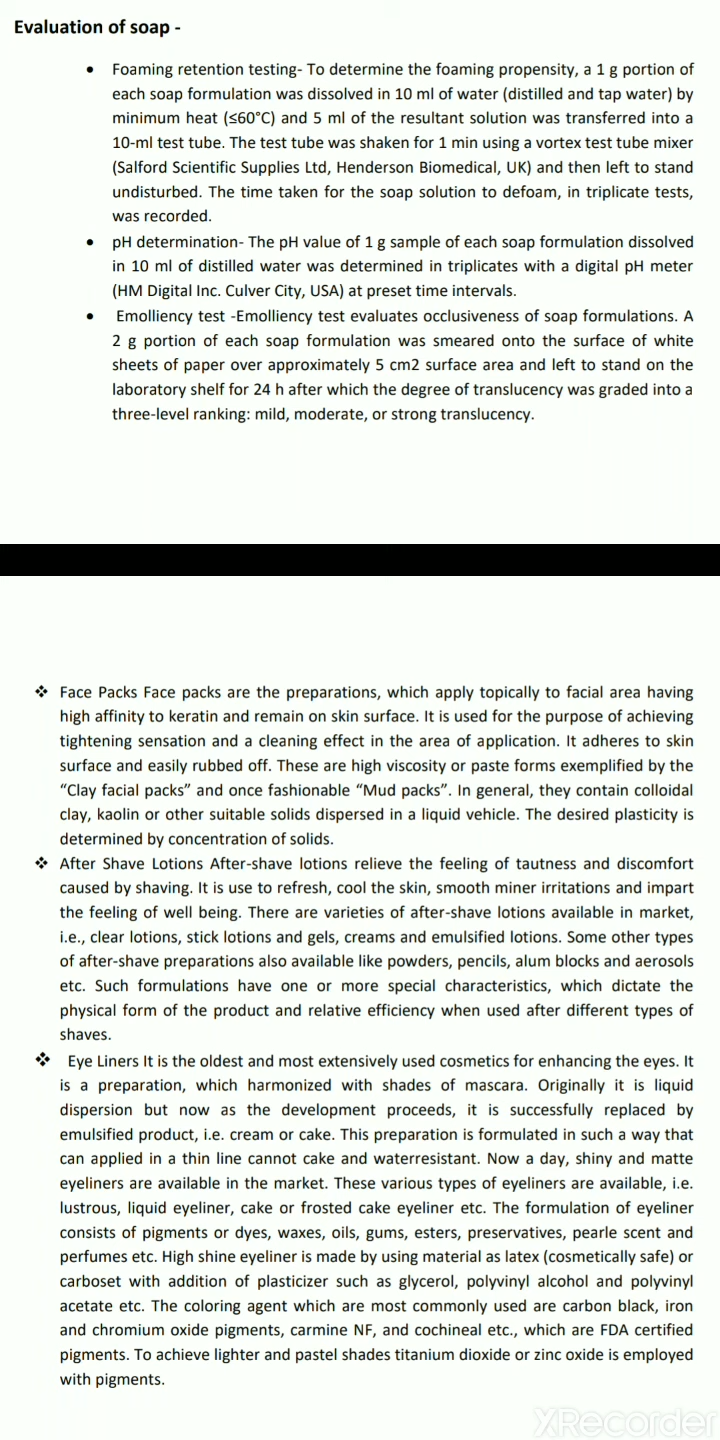 Evaluation of soap -
• Foaming retention testing- To determine the foaming propensity, a 1 g portion of
each soap formulation was dissolved in 10 ml of water (distilled and tap water) by
minimum heat (≤60°C) and 5 ml of the resultant solution was transferred into a
10-ml test tube. The test tube was shaken for 1 min using a vortex test tube mixer
(Salford Scientific Supplies Ltd, Henderson Biomedical, UK) and then left to stand
undisturbed. The time taken for the soap solution to defoam, in triplicate tests,
was recorded.
• pH determination- The pH value of 1 g sample of each soap formulation dissolved
in 10 ml of distilled water was determined in triplicates with a digital pH meter
(HM Digital Inc. Culver City, USA) at preset time intervals.
• Emolliency test -Emolliency test evaluates occlusiveness of soap formulations. A
2 g portion of each soap formulation was smeared onto the surface of white
sheets of paper over approximately 5 cm2 surface area and left to stand on the
laboratory shelf for 24 h after which the degree of translucency was graded into a
three-level ranking: mild, moderate, or strong translucency.
❖ Face Packs Face packs are the preparations, which apply topically to facial area having
high affinity to keratin and remain on skin surface. It is used for the purpose of achieving
tightening sensation and a cleaning effect in the area of application. It adheres to skin
surface and easily rubbed off. These are high viscosity or paste forms exemplified by the
“Clay facial packs” and once fashionable “Mud packs”. In general, they contain colloidal
clay, kaolin or other suitable solids dispersed in a liquid vehicle. The desired plasticity is
determined by concentration of solids.
❖ After Shave Lotions After-shave lotions relieve the feeling of tautness and discomfort
caused by shaving. It is use to refresh, cool the skin, smooth miner irritations and impart
the feeling of well being. There are varieties of after-shave lotions available in market,
i.e., clear lotions, stick lotions and gels, creams and emulsified lotions. Some other types
of after-shave preparations also available like powders, pencils, alum blocks and aerosols
etc. Such formulations have one or more special characteristics, which dictate the
physical form of the product and relative efficiency when used after different types of
shaves.
❖ Eye Liners It is the oldest and most extensively used cosmetics for enhancing the eyes. It
is a preparation, which harmonized with shades of mascara. Originally it is liquid
dispersion but now as the development proceeds, it is successfully replaced by
emulsified product, i.e. cream or cake. This preparation is formulated in such a way that
can applied in a thin line cannot cake and waterresistant. Now a day, shiny and matte
eyeliners are available in the market. These various types of eyeliners are available, i.e.
lustrous, liquid eyeliner, cake or frosted cake eyeliner etc. The formulation of eyeliner
consists of pigments or dyes, waxes, oils, gums, esters, preservatives, pearle scent and
perfumes etc. High shine eyeliner is made by using material as latex (cosmetically safe) or
carboset with addition of plasticizer such as glycerol, polyvinyl alcohol and polyvinyl
acetate etc. The coloring agent which are most commonly used are carbon black, iron
and chromium oxide pigments, carmine NF, and cochineal etc., which are FDA certified
pigments. To achieve lighter and pastel shades titanium dioxide or zinc oxide is employed
with pigments.
XRecorder